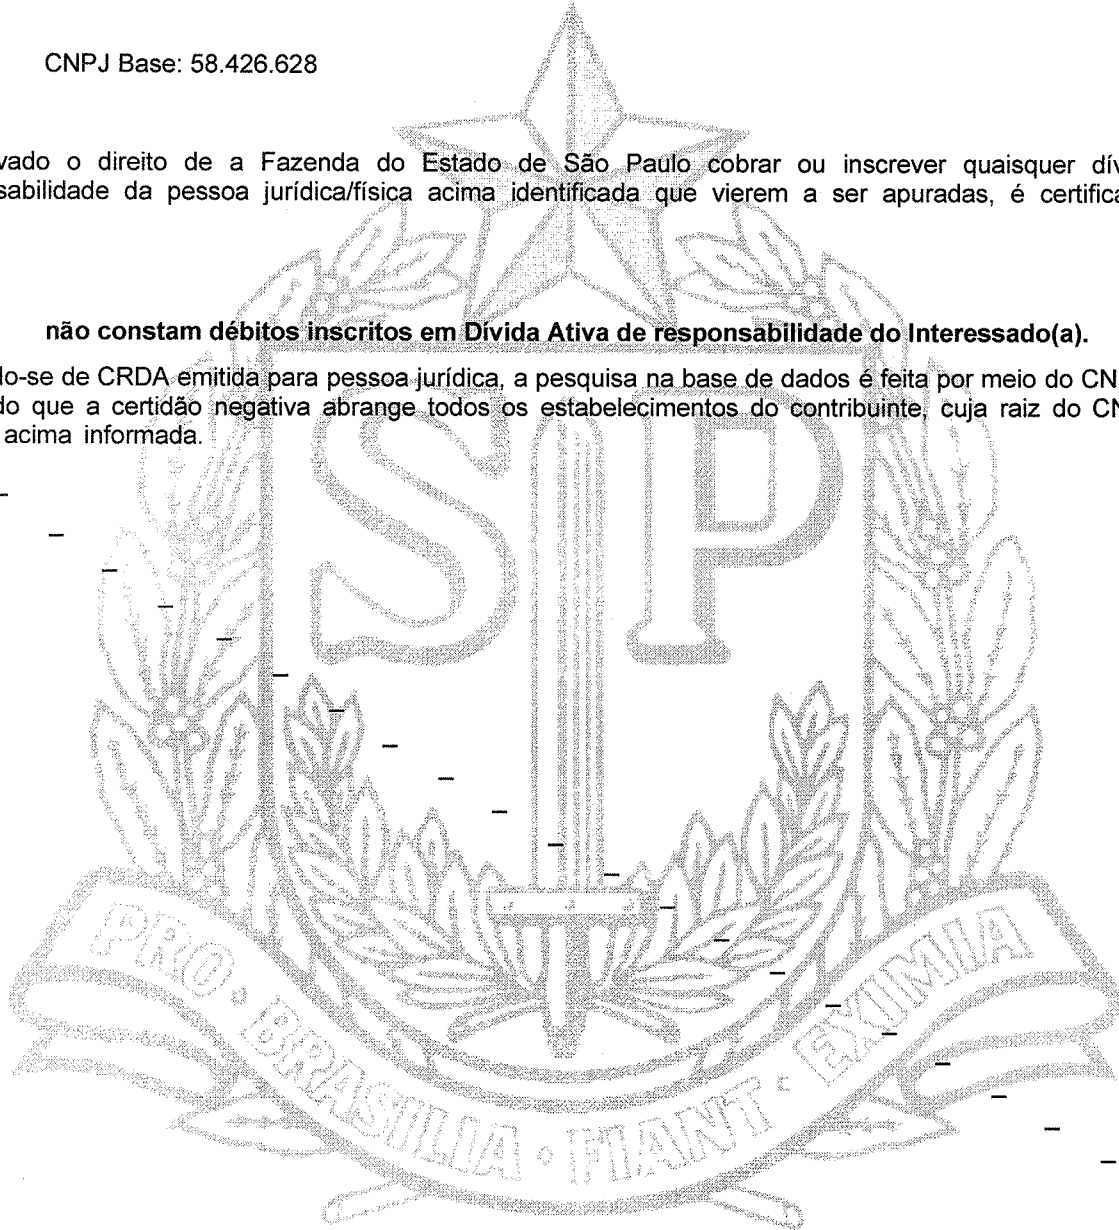 CNPJ Base: 58.426.628
vado o direito de a Fazenda do Estado de São Paulo cobrar ou inscrever quaisquer dív
sabilidade da pessoa jurídica/física acima identificada que vierem a ser apuradas, é certifica
não constam débitos inscritos em Dívida Ativa de responsabilidade do Interessado(a).
do-se de CRDA emitida para pessoa jurídica, a pesquisa na base de dados é feita por meio do CN
do que a certidão negativa abrange todos os estabelecimentos do contribuinte, cuja raiz do CN
acima informada.
SP
PRO · BRASILIA · FIANT · EXIMIA